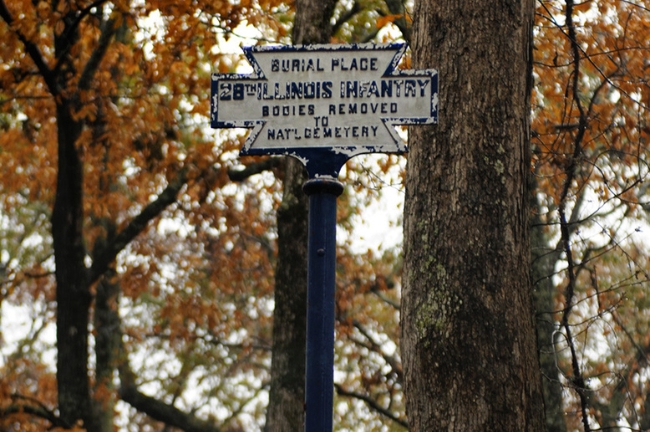 BURIAL PLACE
28TH ILLINOIS INFANTRY
BODIES REMOVED
TO
NAT'L CEMETERY